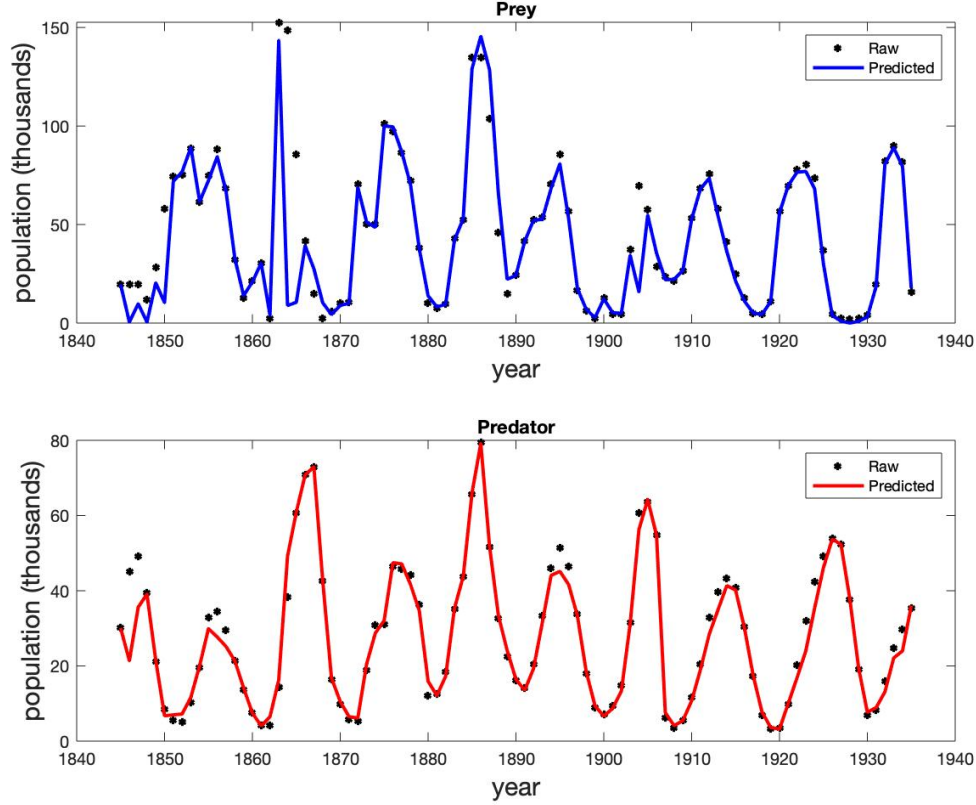 Prey
population (thousands)
150
100
50
0
Raw
Predicted
1840 1850 1860 1870 1880 1890 1900 1910 1920 1930 1940
year
Predator
population (thousands)
80
60
40
20
0
Raw
Predicted
1840 1850 1860 1870 1880 1890 1900 1910 1920 1930 1940
year